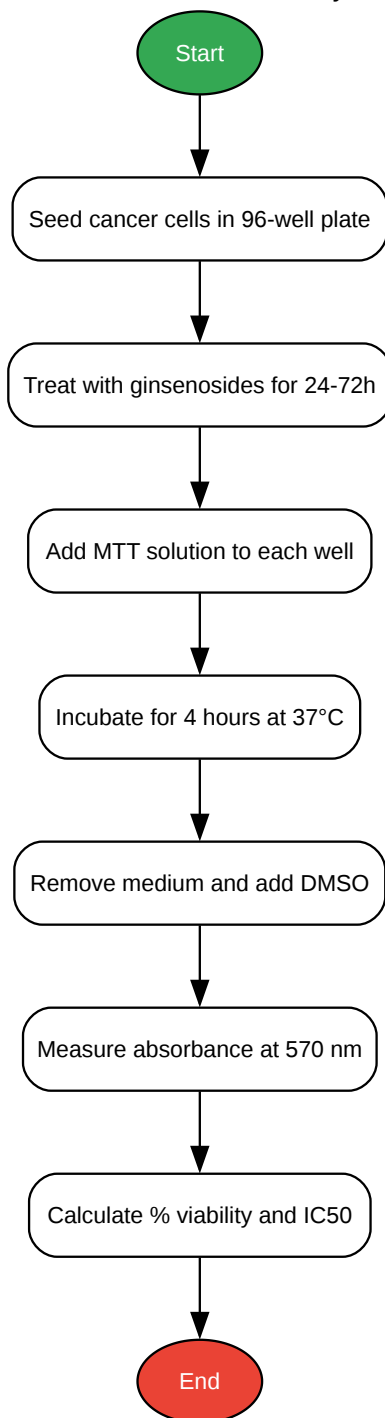 Start
Seed cancer cells in 96-well plate
Treat with ginsenosides for 24-72h
Add MTT solution to each well
Incubate for 4 hours at 37°C
Remove medium and add DMSO
Measure absorbance at 570 nm
Calculate % viability and IC50
End